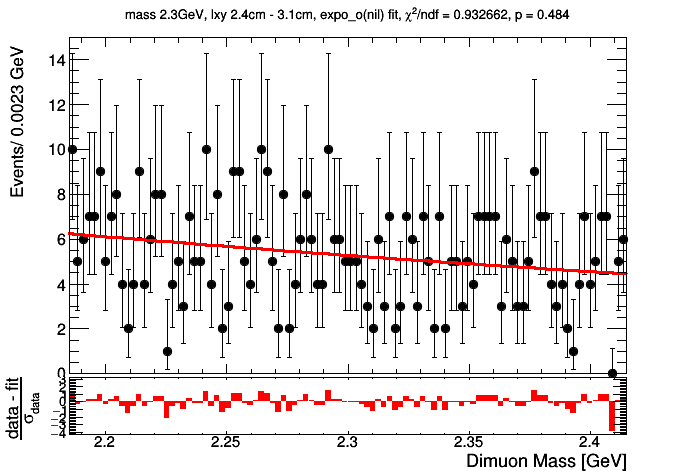 mass 2.3GeV, lxy 2.4cm - 3.1cm, expo_o(nil) fit, χ²/ndf = 0.932662, p = 0.484
Events/ 0.0023 GeV
14
12
10
8
6
4
2
0
data - fit
σdata
2.2
2.25
2.3
2.35
2.4
Dimuon Mass [GeV]